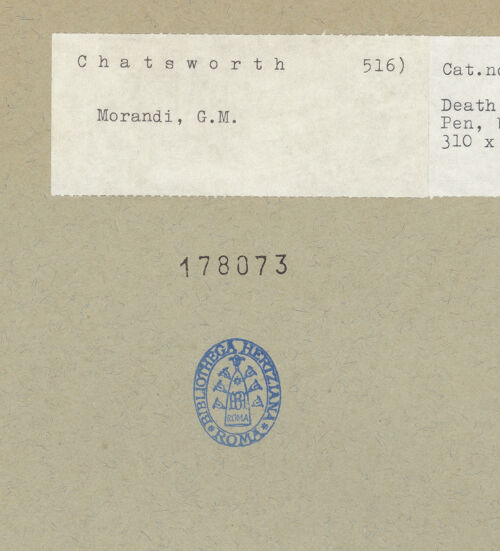 Chatsworth 516)
Morandi, G.M.
Cat.no
Death
Pen,
310 x
178073
BIBLIOTHECA HERTZIANA
ROMA
ROMA